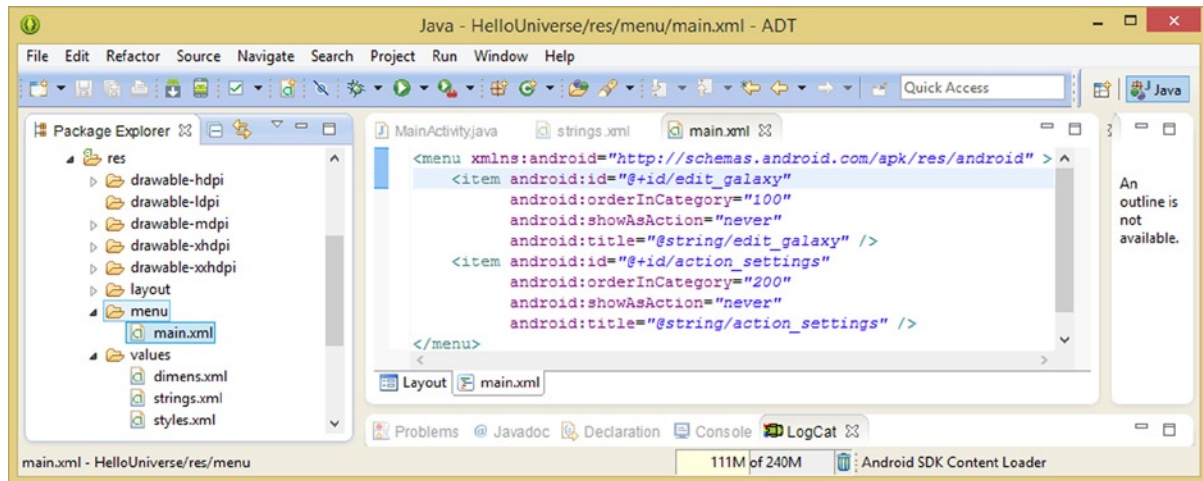 Java - HelloUniverse/res/menu/main.xml - ADT
File Edit Refactor Source Navigate Search Project Run Window Help
Quick Access
Java
Package Explorer
res
drawable-hdpi
drawable-ldpi
drawable-mdpi
drawable-xhdpi
drawable-xxhdpi
layout
menu
main.xml
values
dimens.xml
strings.xml
styles.xml
MainActivity.java strings.xml main.xml
<menu xmlns:android="http://schemas.android.com/apk/res/android" >
<item android:id="@+id/edit_galaxy"
android:orderInCategory="100"
android:showAsAction="never"
android:title="@string/edit_galaxy" />
<item android:id="@+id/action_settings"
android:orderInCategory="200"
android:showAsAction="never"
android:title="@string/action_settings" />
</menu>
Layout main.xml
An
outline is
not
available.
Problems @ Javadoc Declaration Console LogCat
main.xml - HelloUniverse/res/menu
111M of 240M
Android SDK Content Loader